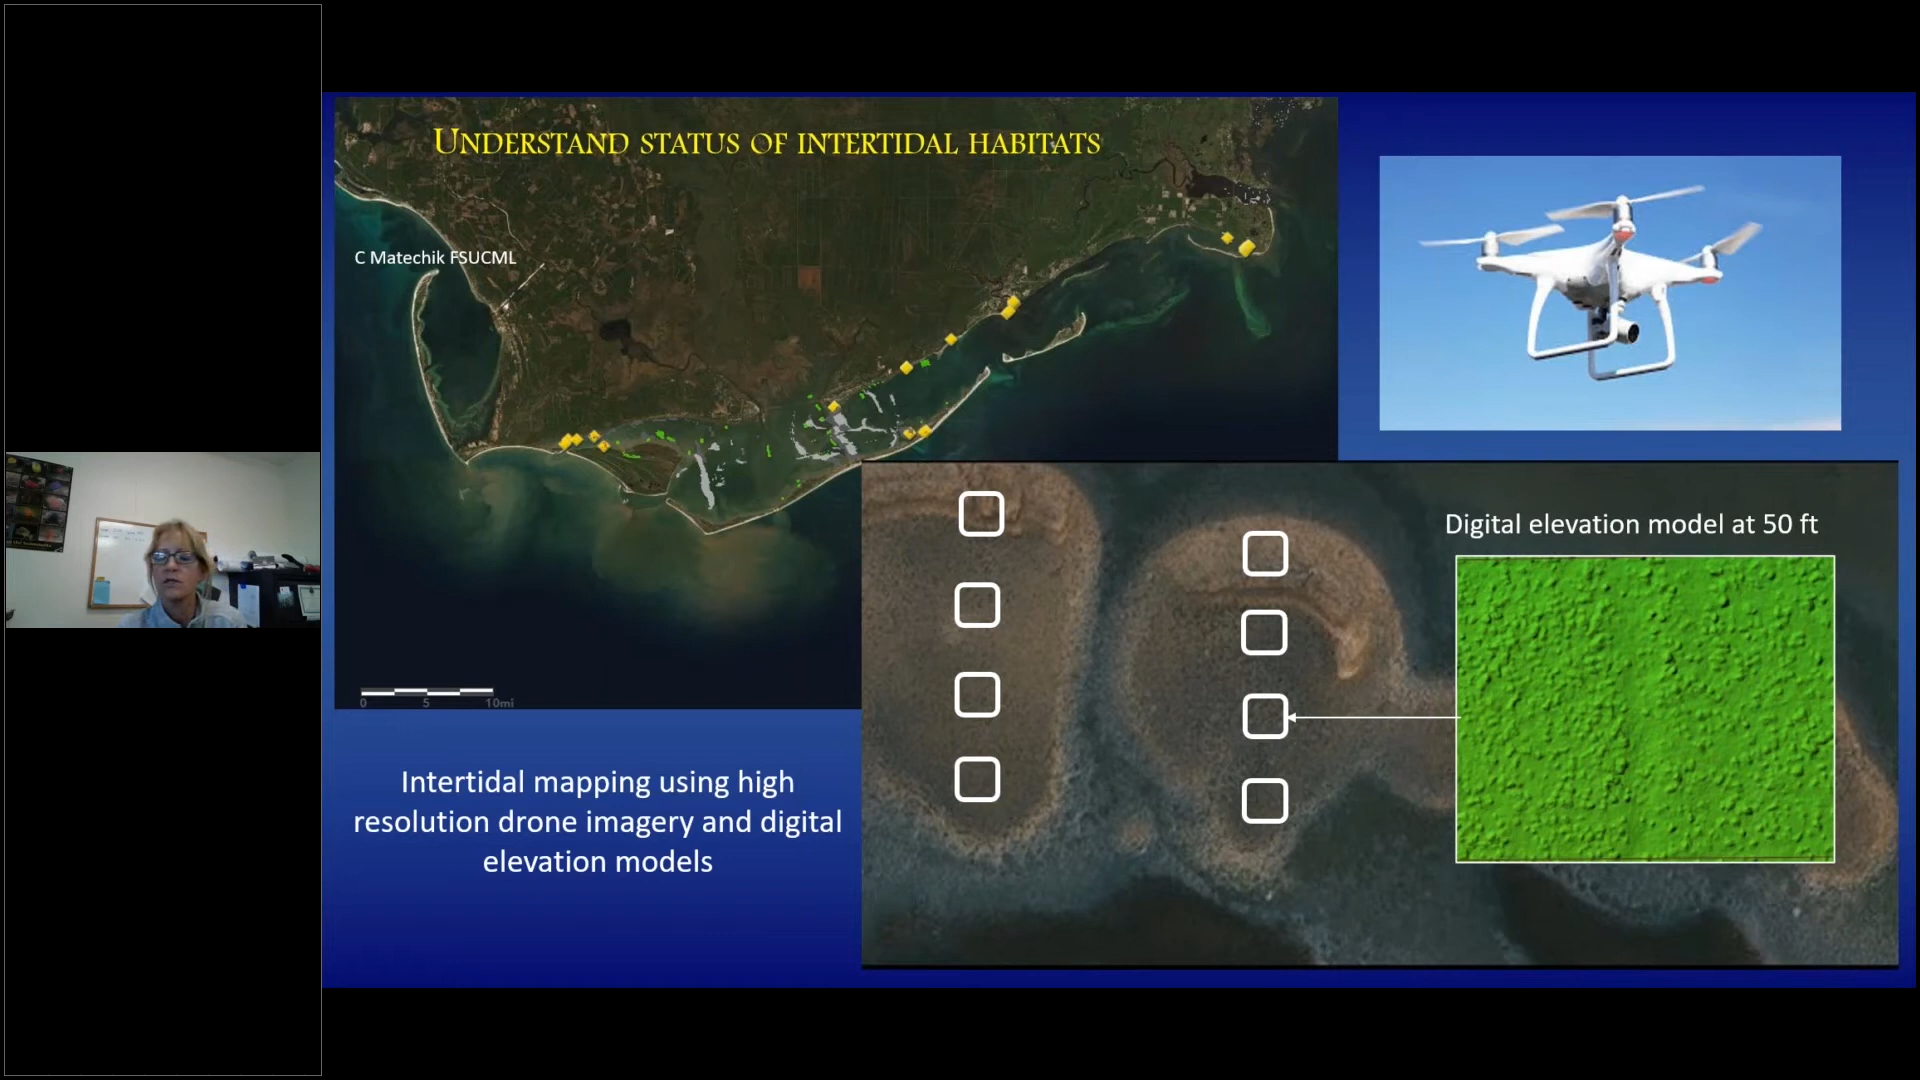 UNDERSTAND STATUS OF INTERTIDAL HABITATS
C Matechik FSUCML
0 5 10mi
Digital elevation model at 50 ft
Intertidal mapping using high
resolution drone imagery and digital
elevation models